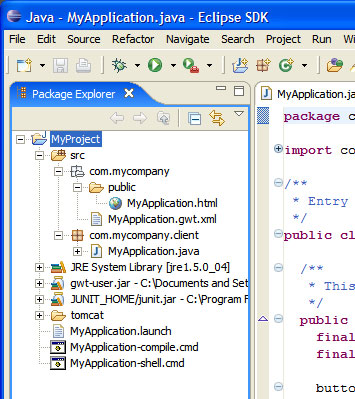 Java - MyApplication.java - Eclipse SDK
File Edit Source Refactor Navigate Search Project Run Wi
Package Explorer
MyApplication.ja
MyProject
src
com.mycompany
public
MyApplication.html
MyApplication.gwt.xml
com.mycompany.client
MyApplication.java
JRE System Library [jre1.5.0_04]
gwt-user.jar - C:\Documents and Set
JUNIT_HOME/junit.jar - C:\Program F
tomcat
MyApplication.launch
MyApplication-compile.cmd
MyApplication-shell.cmd
package c
import co
/**
* Entry
*/
public cl
/**
* This
*/
public
final
final
butto